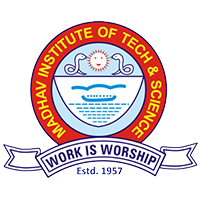 MADHAV INSTITUTE OF TECH & SCIENCE
WORK IS WORSHIP
Estd. 1957